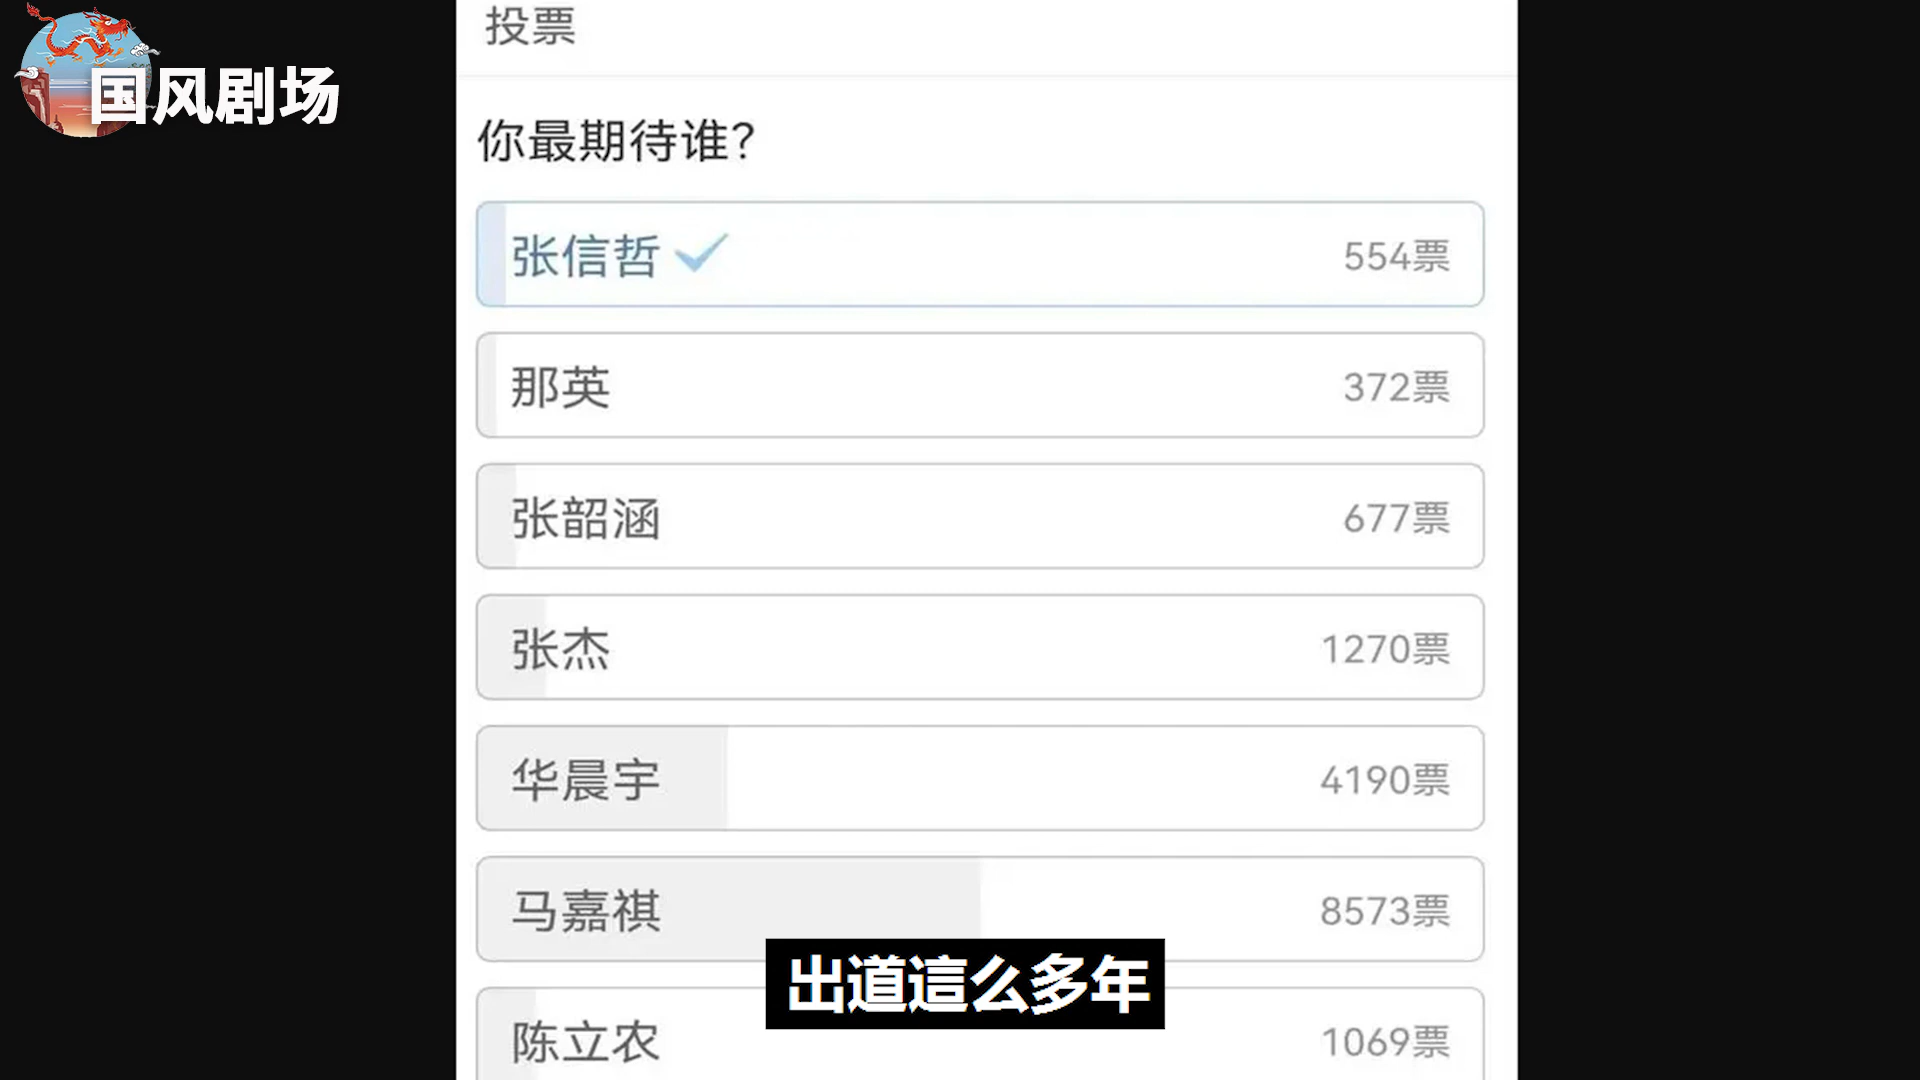 国风剧场
投票
你最期待谁?
张信哲 554票
那英 372票
张韶涵 677票
张杰 1270票
华晨宇 4190票
马嘉祺 8573票
出道這么多年
陈立农 1069票